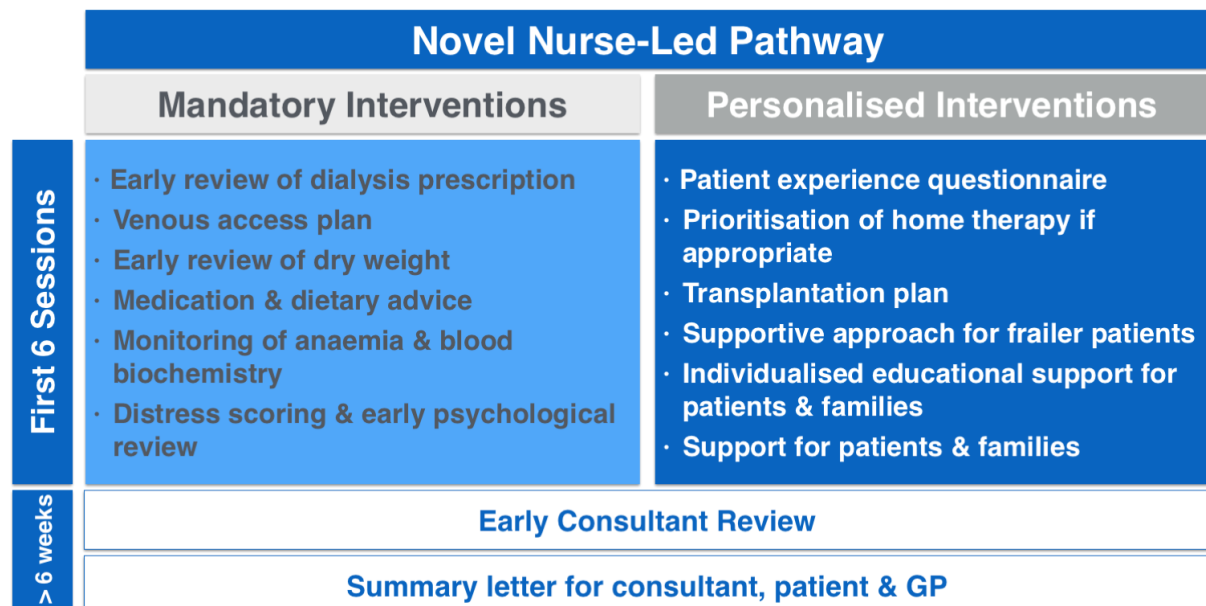 Novel Nurse-Led Pathway
Mandatory Interventions
Personalised Interventions
First 6 Sessions
· Early review of dialysis prescription
· Venous access plan
· Early review of dry weight
· Medication & dietary advice
· Monitoring of anaemia & blood
biochemistry
· Distress scoring & early psychological
review
· Patient experience questionnaire
· Prioritisation of home therapy if
appropriate
· Transplantation plan
· Supportive approach for frailer patients
· Individualised educational support for
patients & families
· Support for patients & families
> 6 weeks
Early Consultant Review
Summary letter for consultant, patient & GP